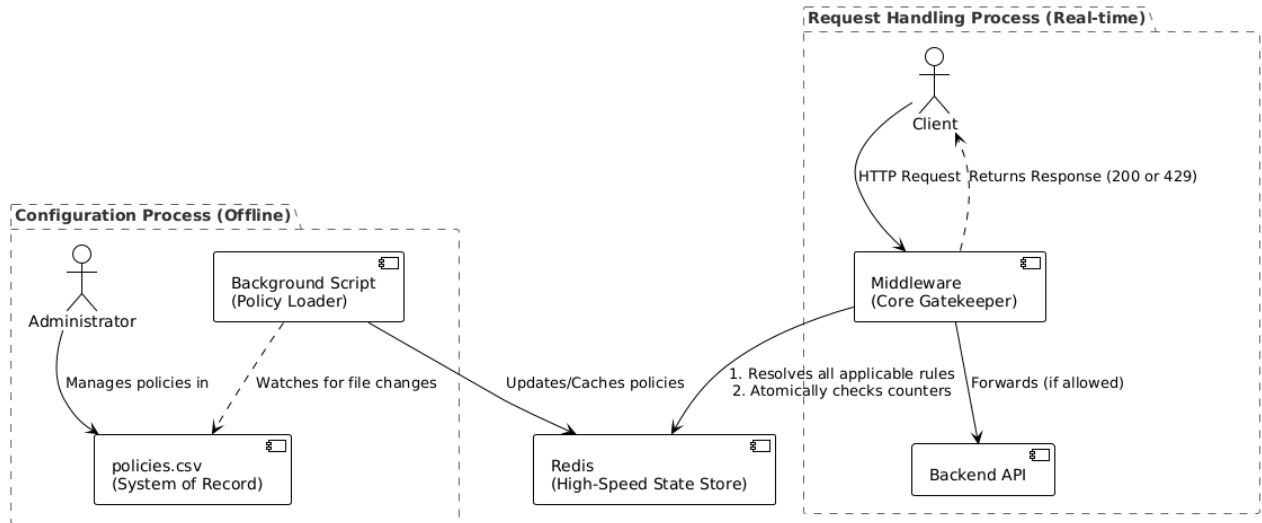 Request Handling Process (Real-time)
Client
HTTP Request
Returns Response (200 or 429)
Configuration Process (Offline)
Administrator
Background Script
(Policy Loader)
Middleware
(Core Gatekeeper)
Manages policies in
Watches for file changes
Updates/Caches policies
1. Resolves all applicable rules
2. Atomically checks counters
Forwards (if allowed)
policies.csv
(System of Record)
Redis
(High-Speed State Store)
Backend API